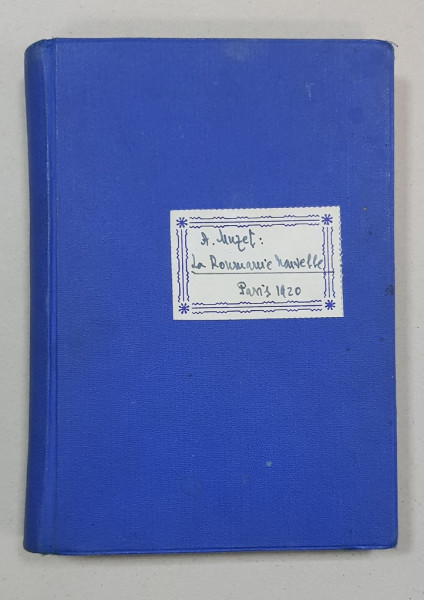 A. Muzet:
La Roumanie Nouvelle
Paris 1920